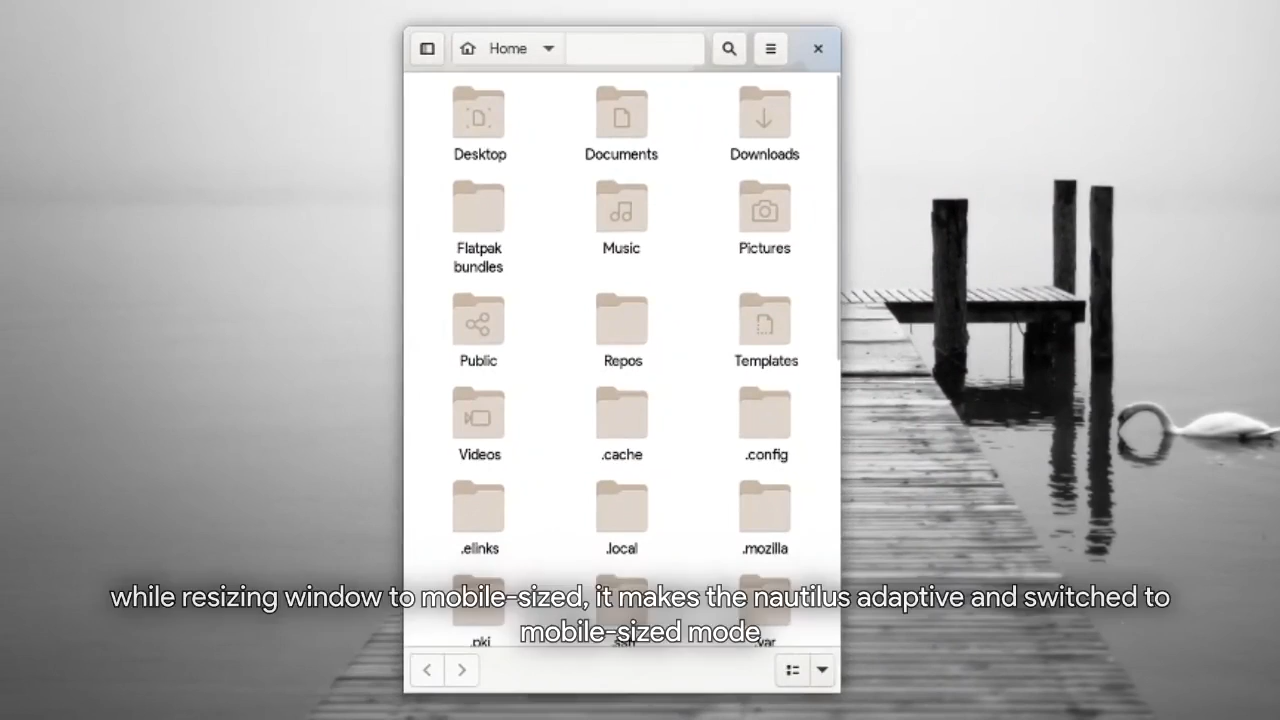 Home
Desktop Documents Downloads
Flatpak bundles Music Pictures
Public Repos Templates
Videos .cache .config
.elinks .local .mozilla
while resizing window to mobile-sized, it makes the nautilus adaptive and switched to
mobile-sized mode
.pki .ssh .var